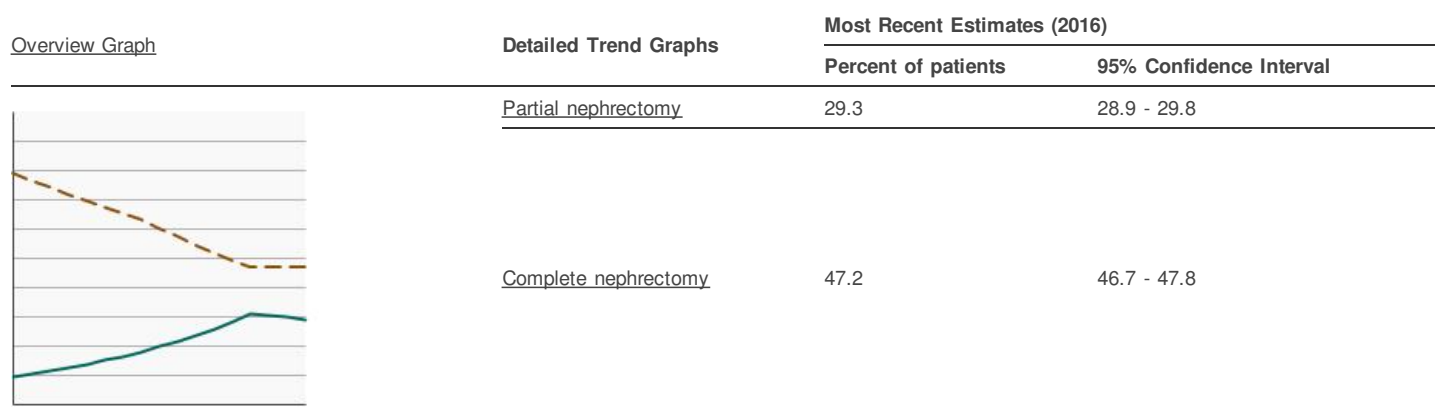 Overview Graph
Detailed Trend Graphs
Most Recent Estimates (2016)
Percent of patients
95% Confidence Interval
Partial nephrectomy
29.3
28.9 - 29.8
Complete nephrectomy
47.2
46.7 - 47.8